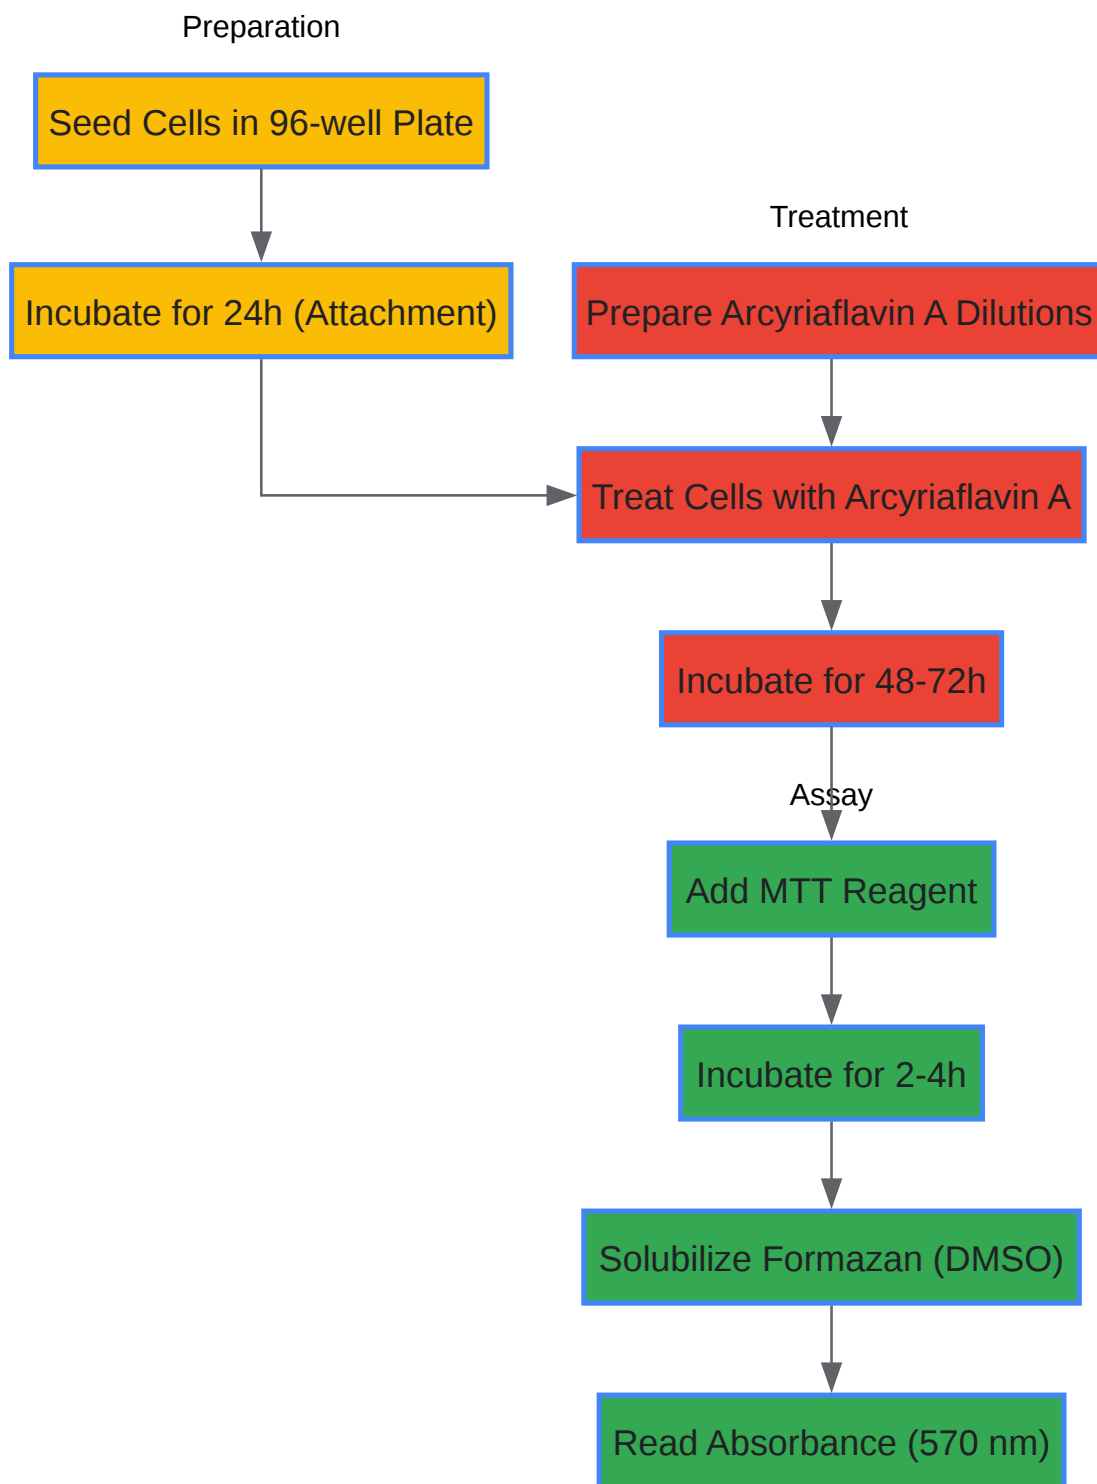 Preparation
Seed Cells in 96-well Plate
Incubate for 24h (Attachment)
Treatment
Prepare Arcyriaflavin A Dilutions
Treat Cells with Arcyriaflavin A
Incubate for 48-72h
Assay
Add MTT Reagent
Incubate for 2-4h
Solubilize Formazan (DMSO)
Read Absorbance (570 nm)